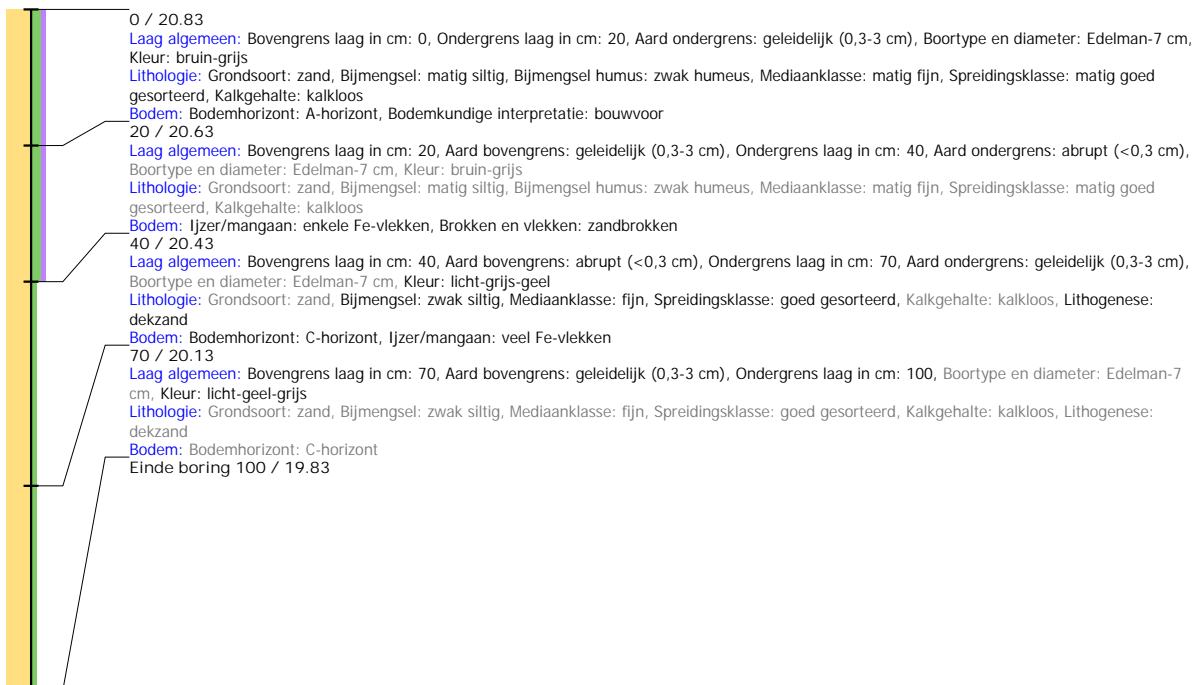 0 / 20.83
Laag algemeen: Bovengrens laag in cm: 0, Ondergrens laag in cm: 20, Aard ondergrens: geleidelijk (0,3-3 cm), Boortype en diameter: Edelman-7 cm,
Kleur: bruin-grijs
Lithologie: Grondsoort: zand, Bijmengsel: matig siltig, Bijmengsel humus: zwak humeus, Mediaanklasse: matig fijn, Spreidingsklasse: matig goed
gesorteerd, Kalkgehalte: kalkloos
Bodem: Bodemhorizont: A-horizont, Bodemkundige interpretatie: bouwvoor
20 / 20.63
Laag algemeen: Bovengrens laag in cm: 20, Aard bovengrens: geleidelijk (0,3-3 cm), Ondergrens laag in cm: 40, Aard ondergrens: abrupt (<0,3 cm),
Boortype en diameter: Edelman-7 cm, Kleur: bruin-grijs
Lithologie: Grondsoort: zand, Bijmengsel: matig siltig, Bijmengsel humus: zwak humeus, Mediaanklasse: matig fijn, Spreidingsklasse: matig goed
gesorteerd, Kalkgehalte: kalkloos
Bodem: Ijzer/mangaan: enkele Fe-vlekken, Brokken en vlekken: zandbrokken
40 / 20.43
Laag algemeen: Bovengrens laag in cm: 40, Aard bovengrens: abrupt (<0,3 cm), Ondergrens laag in cm: 70, Aard ondergrens: geleidelijk (0,3-3 cm),
Boortype en diameter: Edelman-7 cm, Kleur: licht-grijs-geel
Lithologie: Grondsoort: zand, Bijmengsel: zwak siltig, Mediaanklasse: fijn, Spreidingsklasse: goed gesorteerd, Kalkgehalte: kalkloos, Lithogenese:
dekzand
Bodem: Bodemhorizont: C-horizont, Ijzer/mangaan: veel Fe-vlekken
70 / 20.13
Laag algemeen: Bovengrens laag in cm: 70, Aard bovengrens: geleidelijk (0,3-3 cm), Ondergrens laag in cm: 100, Boortype en diameter: Edelman-7
cm, Kleur: licht-geel-grijs
Lithologie: Grondsoort: zand, Bijmengsel: zwak siltig, Mediaanklasse: fijn, Spreidingsklasse: goed gesorteerd, Kalkgehalte: kalkloos, Lithogenese:
dekzand
Bodem: Bodemhorizont: C-horizont
Einde boring 100 / 19.83